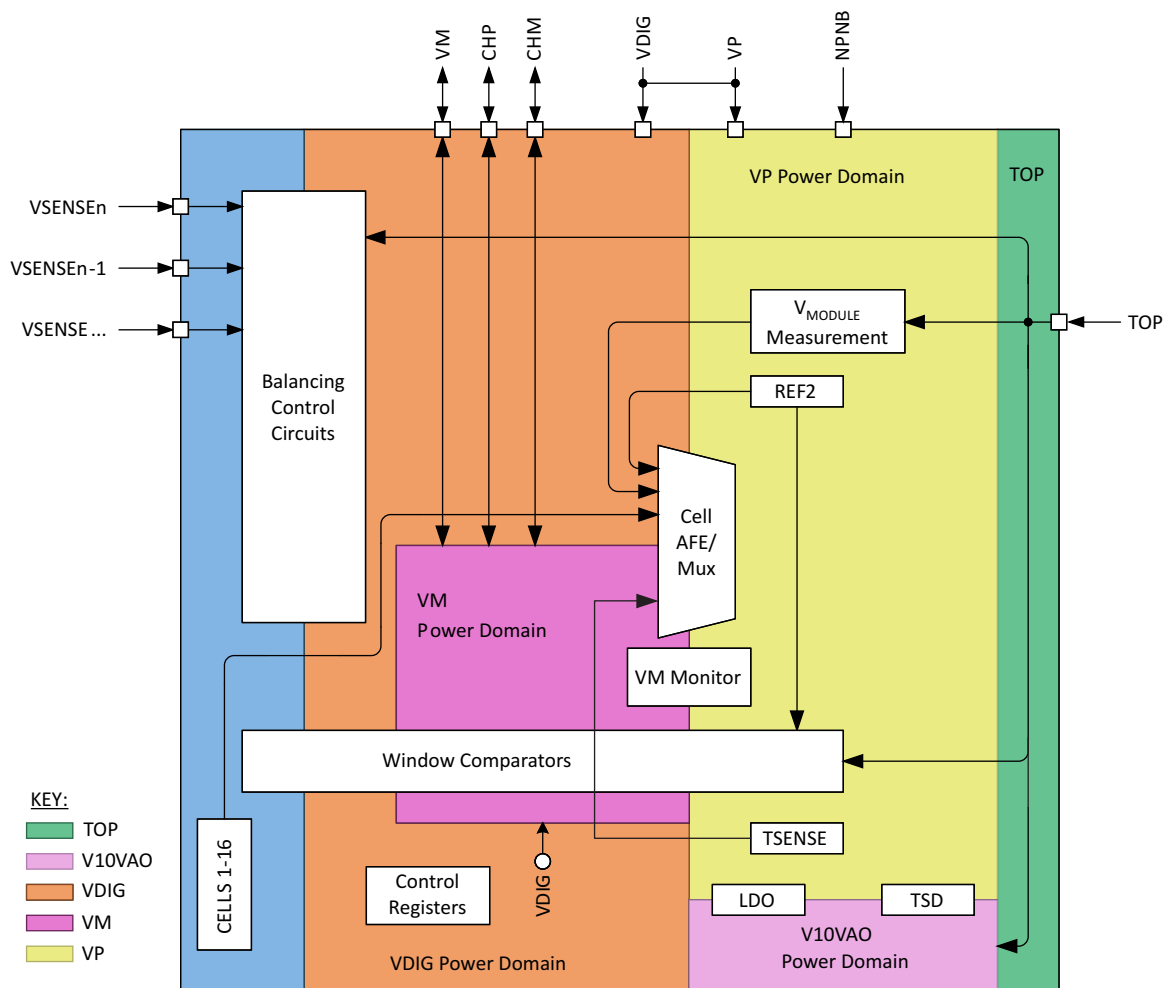 VM
CHP
CHM
VDIG
VP
NPNB
VP Power Domain
TOP
VSENSEn
VSENSEn-1
VSENSE...
TOP
VMODULE
Measurement
REF2
Balancing
Control
Circuits
Cell
AFE/
Mux
VM
Power Domain
VM Monitor
Window Comparators
KEY:
TOP
V10VAO
VDIG
VM
VP
CELLS 1-16
Control
Registers
VDIG
TSENSE
LDO
TSD
V10VAO
Power Domain
VDIG Power Domain